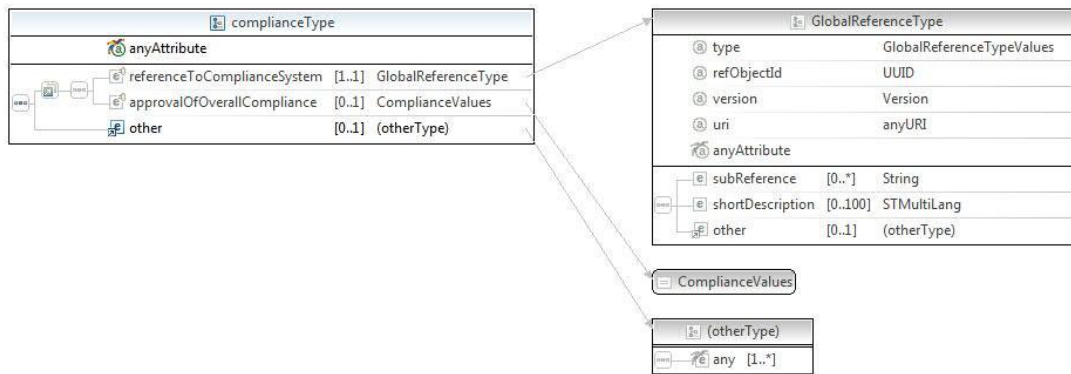 complianceType
anyAttribute
referenceToComplianceSystem [1..1] GlobalReferenceType
approvalOfOverallCompliance [0..1] ComplianceValues
other [0..1] (otherType)
GlobalReferenceType
type GlobalReferenceTypeValues
refObjectId UUID
version Version
uri anyURI
anyAttribute
subReference [0..*] String
shortDescription [0..100] STMultiLang
other [0..1] (otherType)
ComplianceValues
(otherType)
any [1..*]